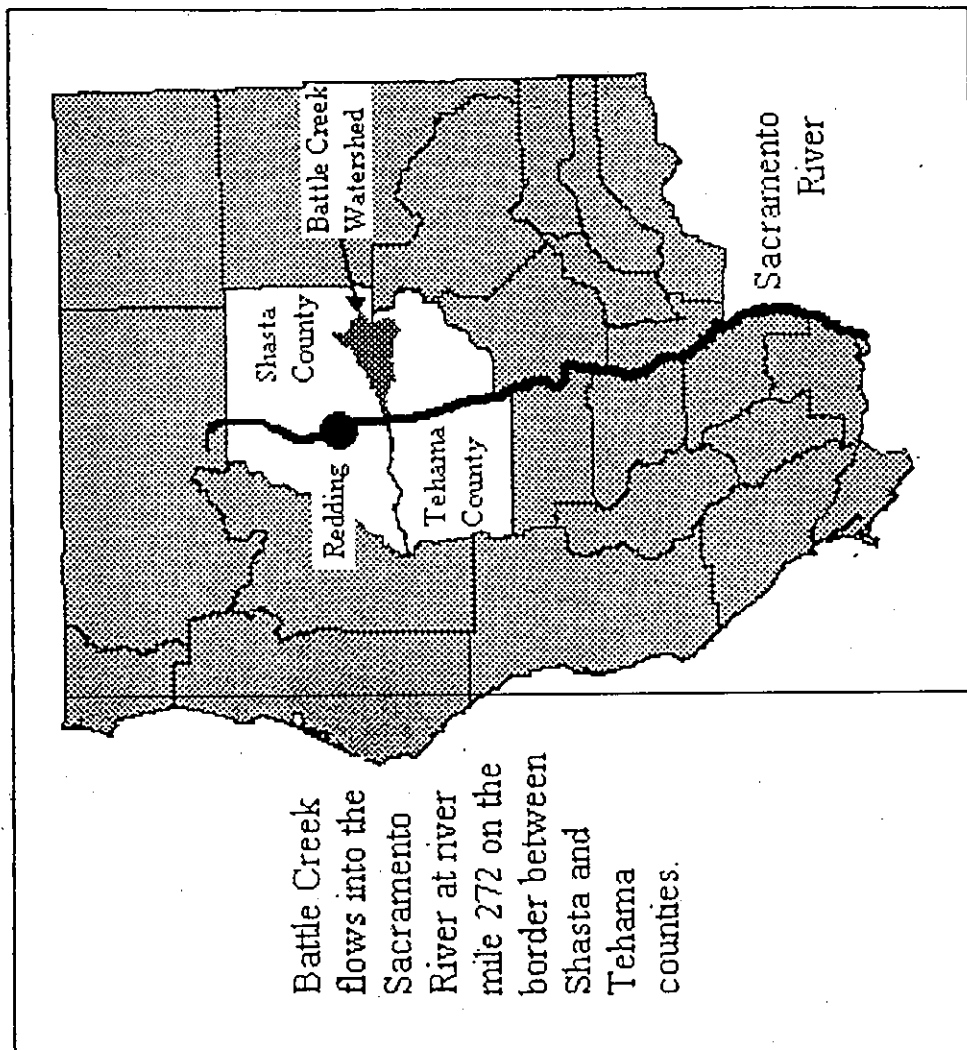 Battle Creek
flows into the
Sacramento
River at river
mile 272 on the
border between
Shasta and
Tehama
counties.
Shasta
County
Battle Creek
Watershed
Redding
Tehama
County
Sacramento
River